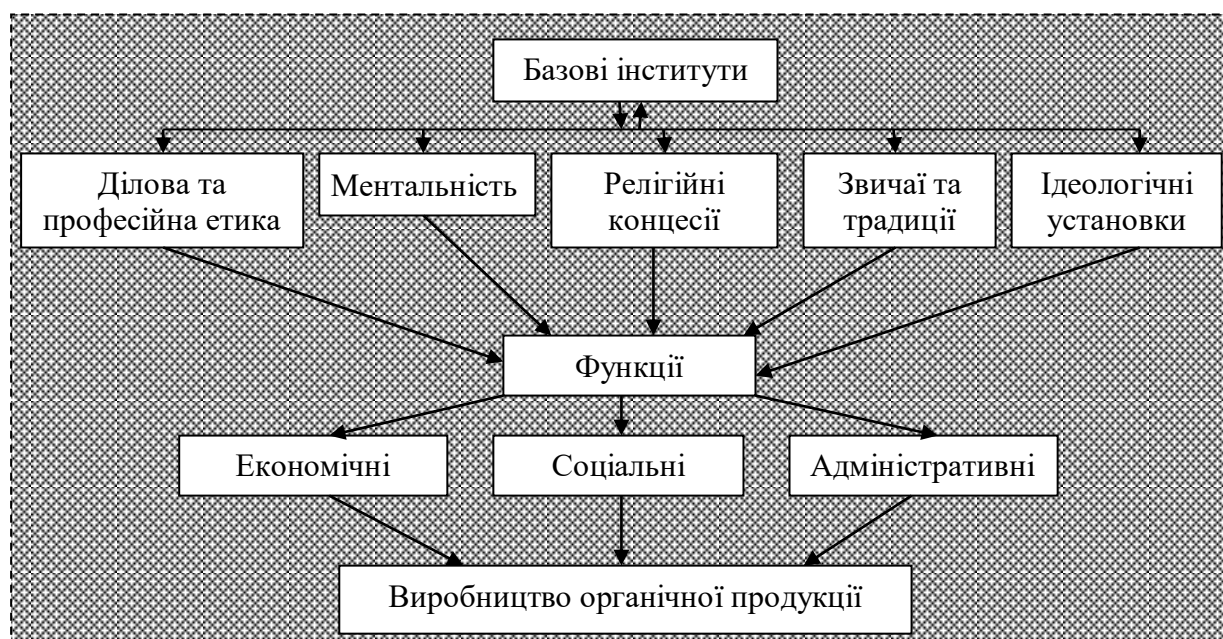 Базові інститути
Ділова та
професійна етика
Ментальність
Релігійні
концесії
Звичаї та
традиції
Ідеологічні
установки
Функції
Економічні
Соціальні
Адміністративні
Виробництво органічної продукції